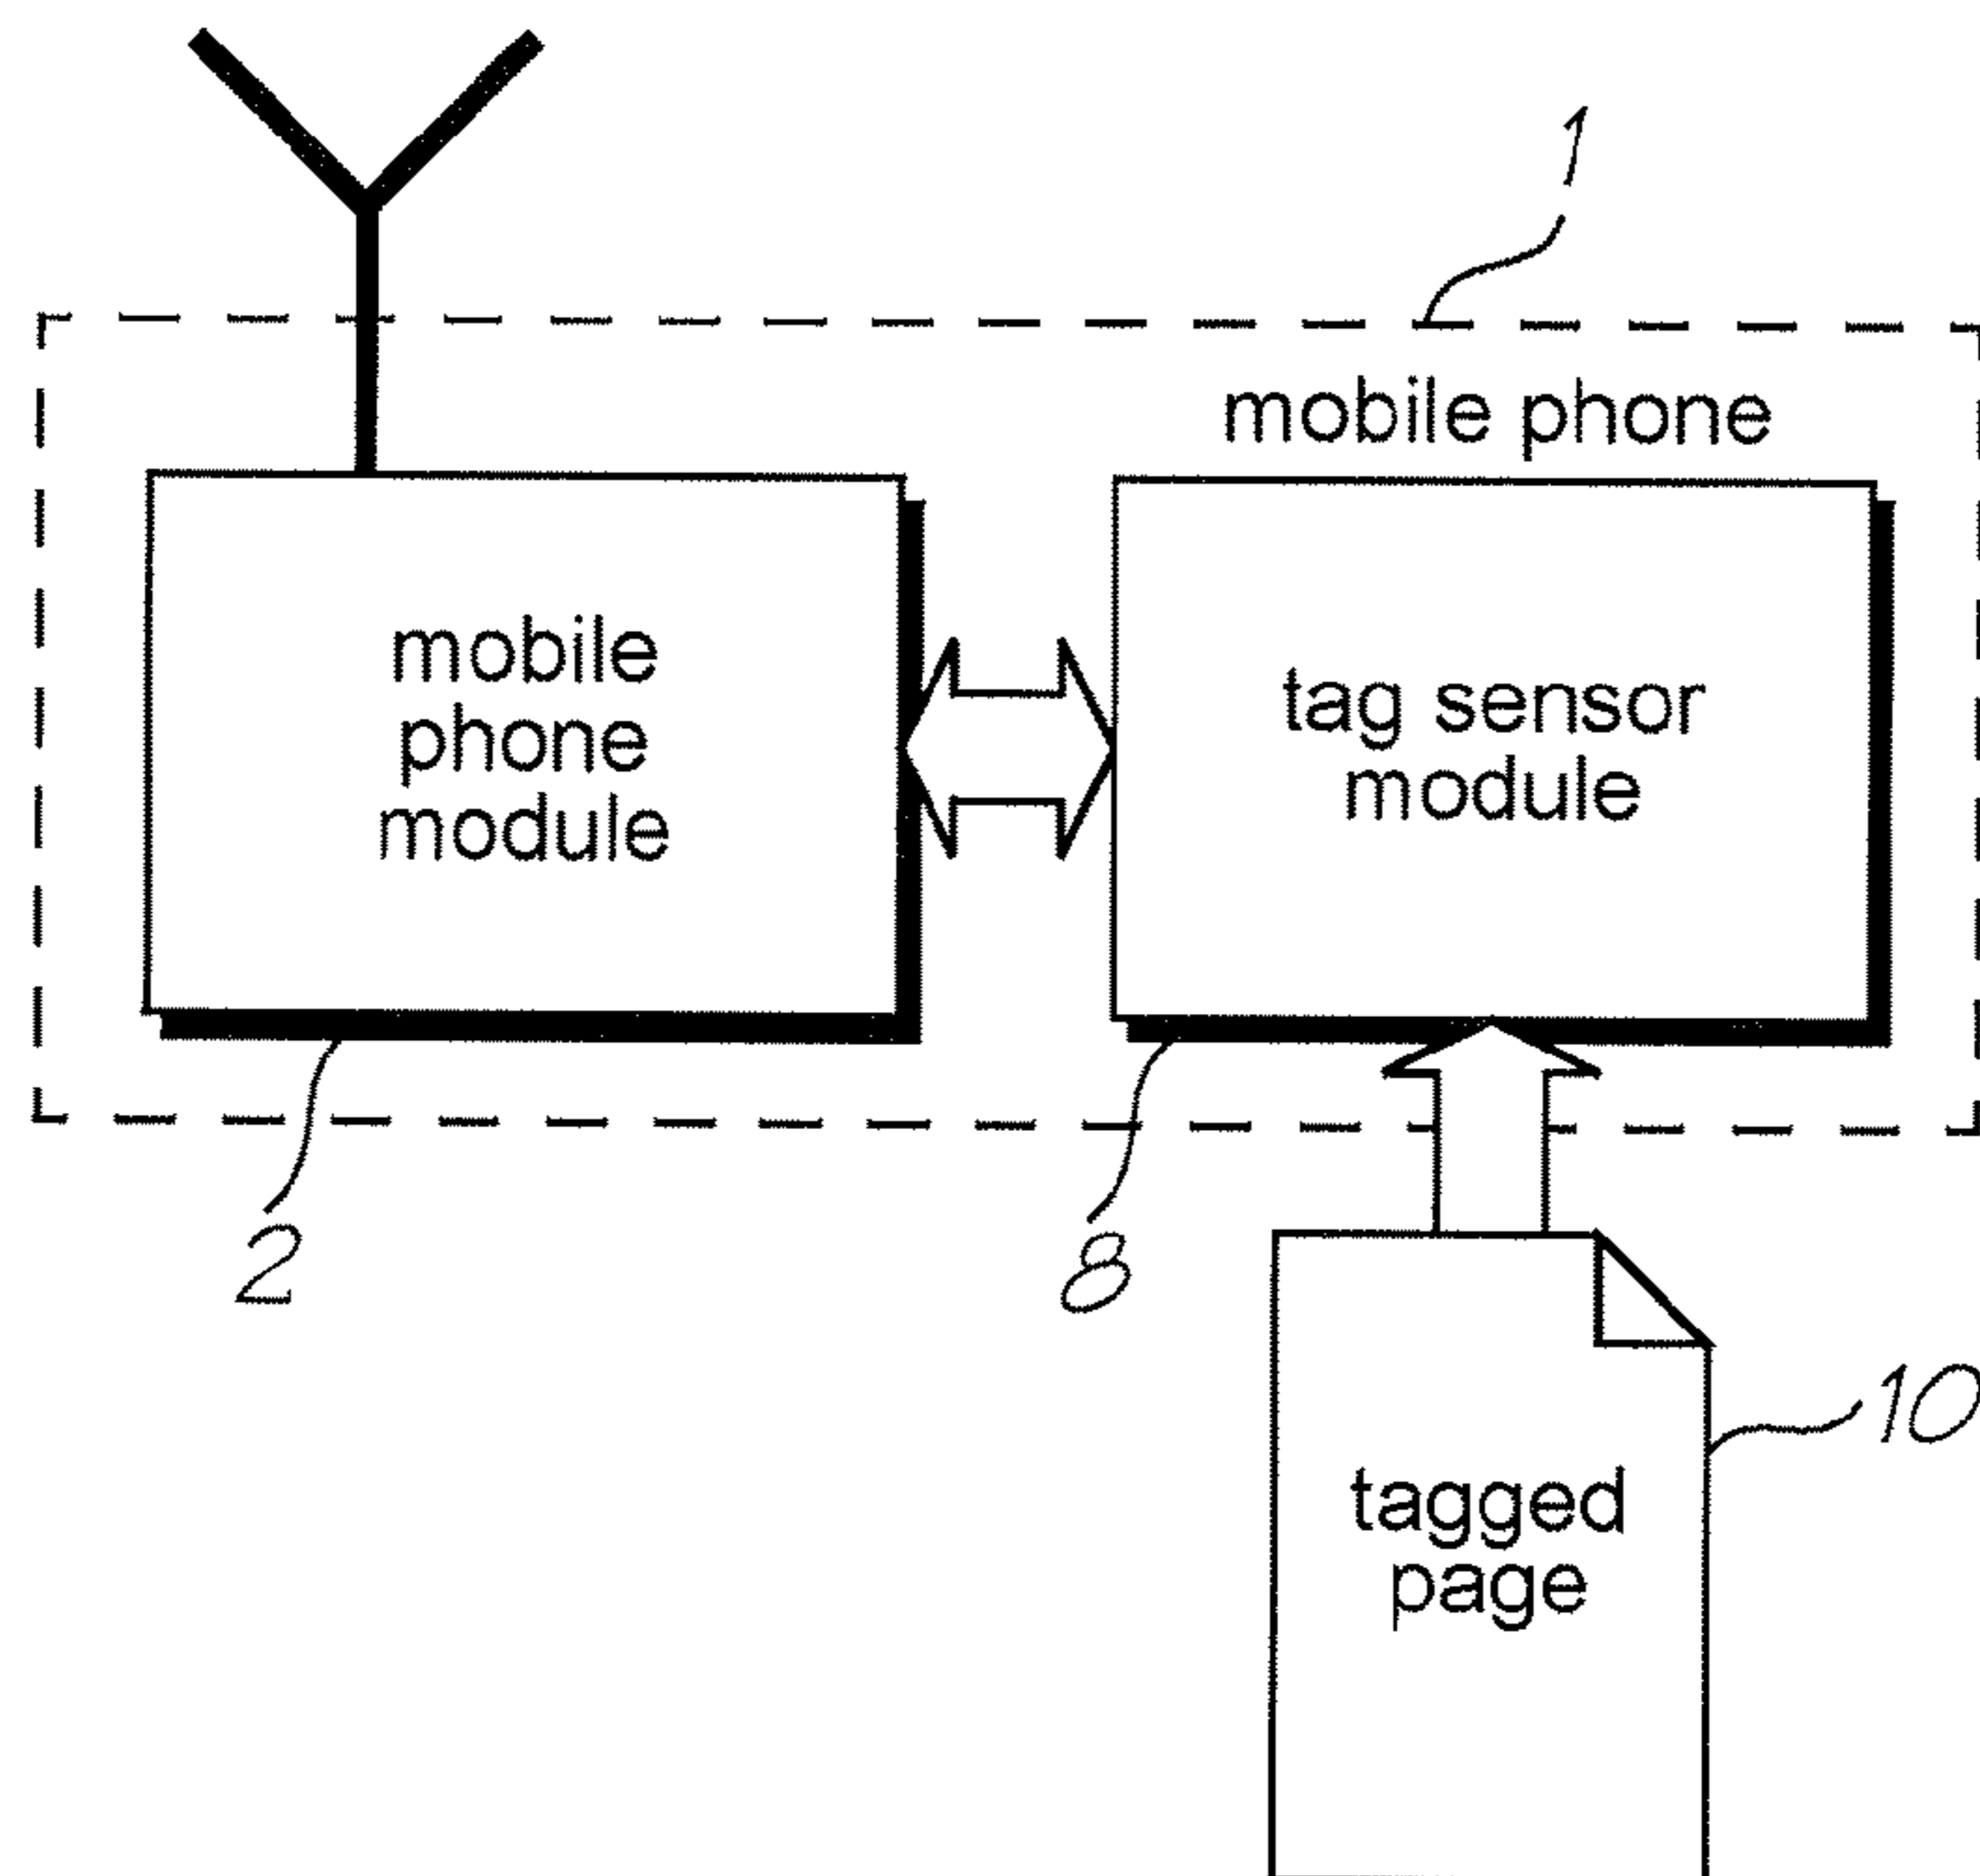 1
mobile phone
mobile
phone
module
tag sensor
module
2
8
10
tagged
page